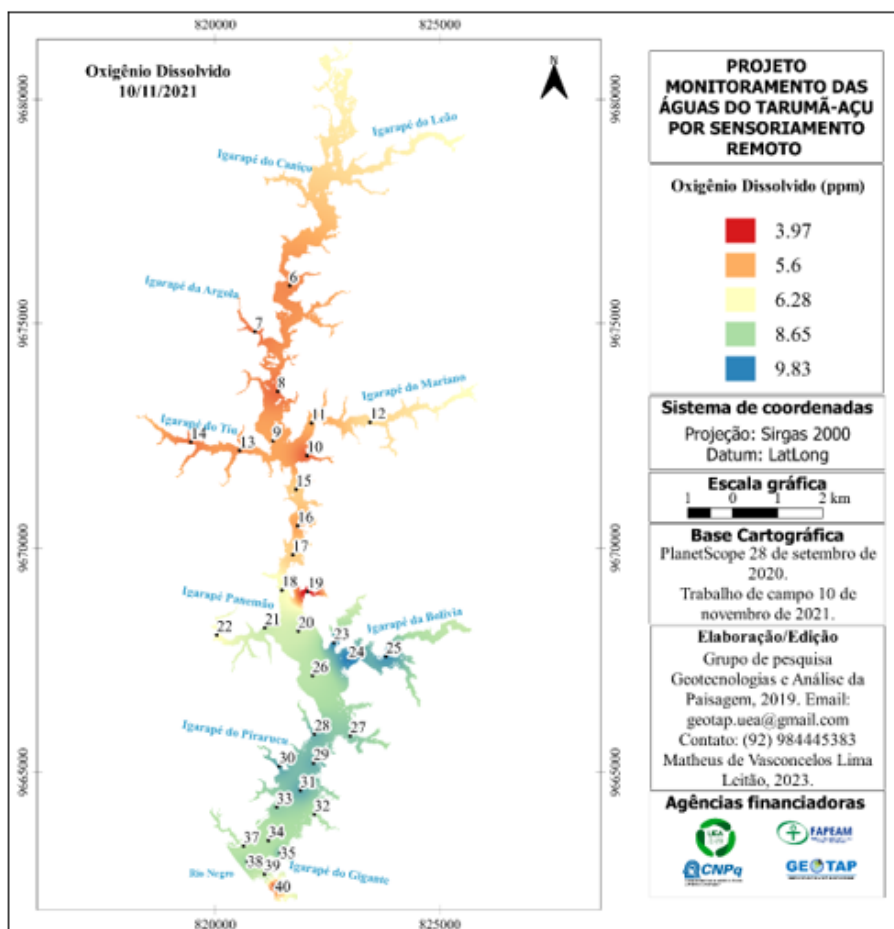 820000
825000
9680000
9675000
9670000
9665000
9680000
9675000
9670000
9665000
820000
825000
Oxigênio Dissolvido
10/11/2021
N
Igarapé do Leão
Igarapé do Caniço
6
Igarapé da Argola
7
8
Igarapé do Mariano
11
12
Igarapé do Tiu
14
13
9
10
15
16
17
18
19
Igarapé Panemão
22
21
20
Igarapé da Bolívia
23
24
25
26
Igarapé do Pirarucu
28
27
30
29
31
33
32
37
34
35
38
39
Rio Negro
Igarapé do Gigante
40
PROJETO
MONITORAMENTO DAS
ÁGUAS DO TARUMÃ-AÇU
POR SENSORIAMENTO
REMOTO
Oxigênio Dissolvido (ppm)
3.97
5.6
6.28
8.65
9.83
Sistema de coordenadas
Projeção: Sirgas 2000
Datum: LatLong
Escala gráfica
1 0 1 2 km
Base Cartográfica
PlanetScope 28 de setembro de
2020.
Trabalho de campo 10 de
novembro de 2021.
Elaboração/Edição
Grupo de pesquisa
Geotecnologias e Análise da
Paisagem, 2019. Email:
geotap.uea@gmail.com
Contato: (92) 984445383
Matheus de Vasconcelos Lima
Leitão, 2023.
Agências financiadoras
UEA
FAPEAM
CNPq
GEOTAP